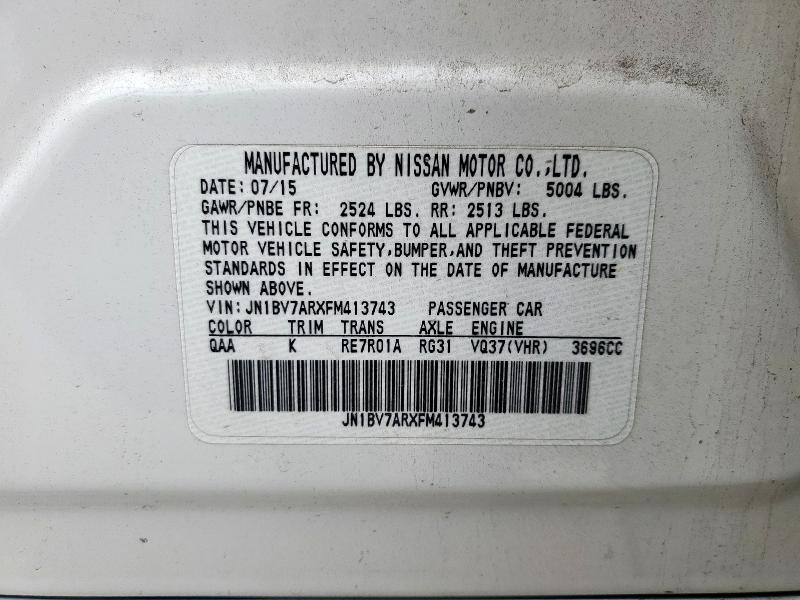 MANUFACTURED BY NISSAN MOTOR CO.,LTD.
DATE: 07/15 GVWR/PNBV: 5004 LBS.
GAWR/PNBE FR: 2524 LBS. RR: 2513 LBS.
THIS VEHICLE CONFORMS TO ALL APPLICABLE FEDERAL
MOTOR VEHICLE SAFETY,BUMPER,AND THEFT PREVENTION
STANDARDS IN EFFECT ON THE DATE OF MANUFACTURE
SHOWN ABOVE.
VIN: JN1BV7ARXFM413743 PASSENGER CAR
COLOR TRIM TRANS AXLE ENGINE
QAA K RE7R01A RG31 VQ37(VHR) 3696CC
JN1BV7ARXFM413743